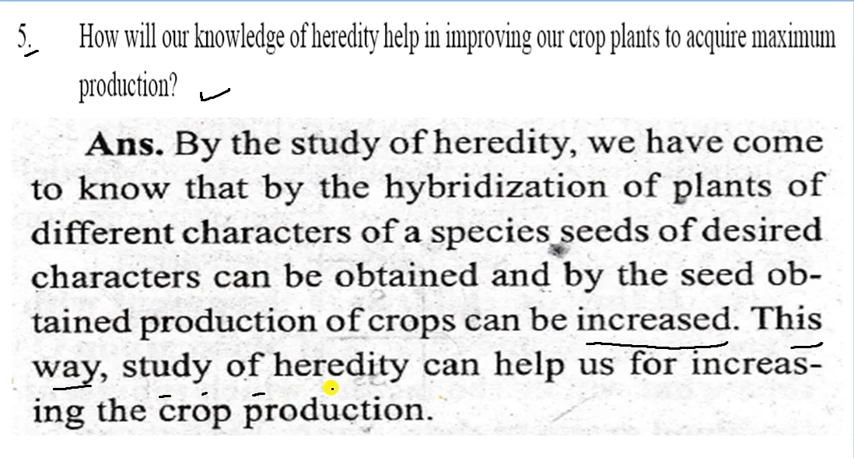 5. How will our knowledge of heredity help in improving our crop plants to acquire maximum
production?
Ans. By the study of heredity, we have come
to know that by the hybridization of plants of
different characters of a species seeds of desired
characters can be obtained and by the seed ob-
tained production of crops can be increased. This
way, study of heredity can help us for increas-
ing the crop production.